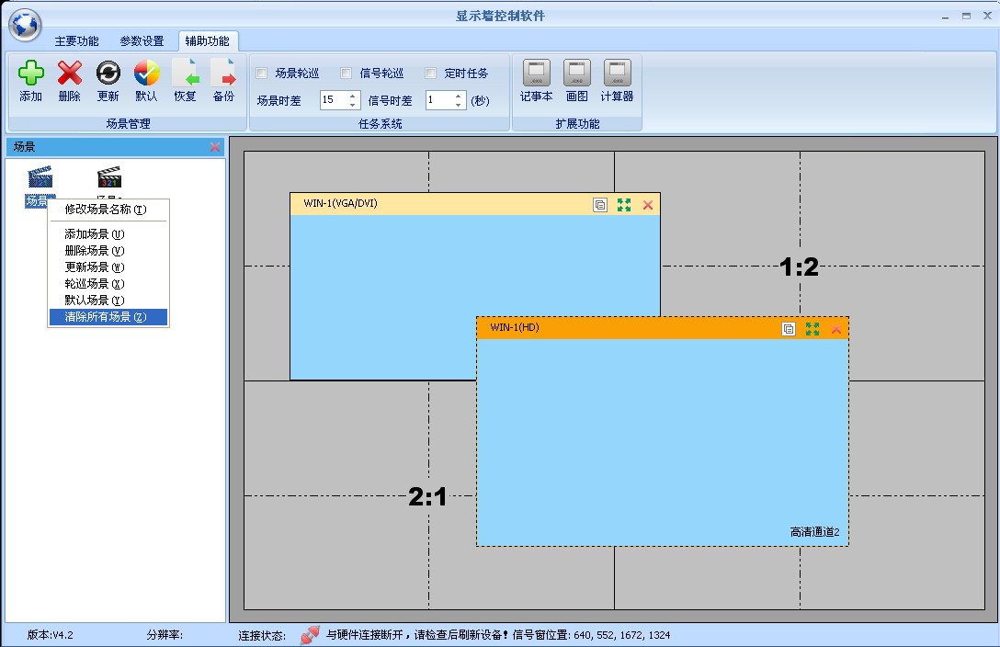 显示墙控制软件
主要功能 参数设置 辅助功能
添加 删除 更新 默认 恢复 备份
场景管理
场景轮巡 信号轮巡 定时任务
场景时差 15 信号时差 1 (秒)
任务系统
记事本 画图 计算器
扩展功能
场景
场景
修改场景名称(T)
添加场景(U)
删除场景(V)
更新场景(W)
轮巡场景(X)
默认场景(Y)
清除所有场景(Z)
WIN-1(VGA/DVI)
1:2
WIN-1(HD)
2:1
高清通道2
版本:V4.2 分辨率: 连接状态: 与硬件连接断开，请检查后刷新设备! 信号窗位置: 640, 552, 1672, 1324